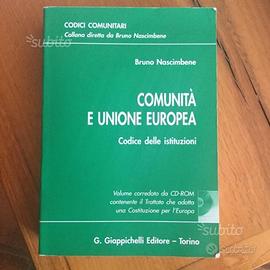 CODICI COMUNITARI
Collana diretta da Bruno Nascimbene
Bruno Nascimbene
COMUNITÀ
E UNIONE EUROPEA
Codice delle istituzioni
Volume corredato da CD-ROM
contenente il Trattato che adotta
una Costituzione per l'Europa
G. Giappichelli Editore – Torino
subito
subito
subito
subito